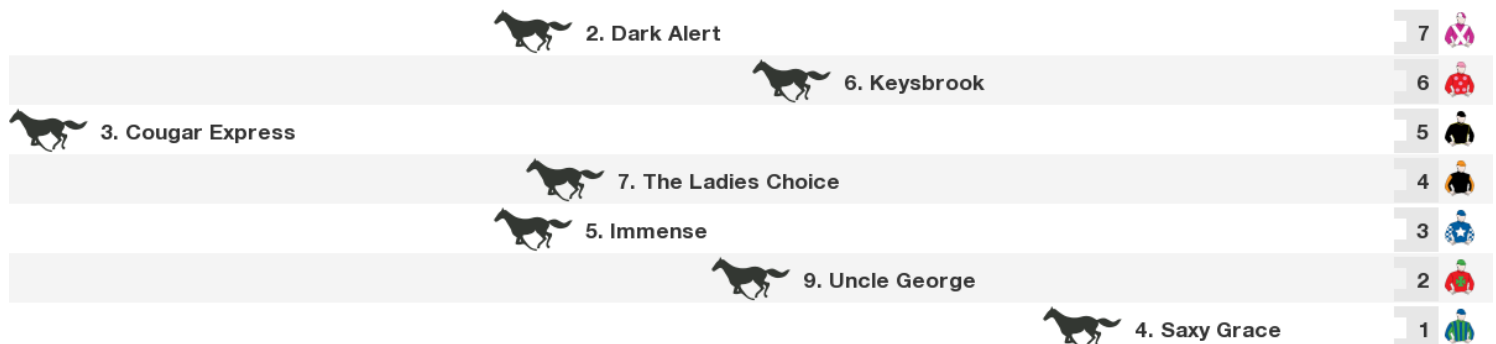 2. Dark Alert 7
6. Keysbrook 6
3. Cougar Express 5
7. The Ladies Choice 4
5. Immense 3
9. Uncle George 2
4. Saxy Grace 1